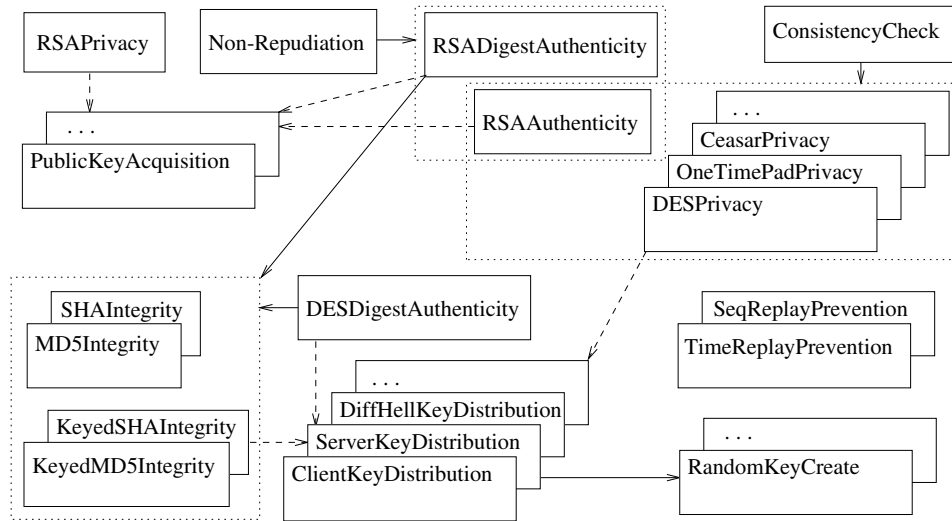 RSAPrivacy
Non-Repudiation
RSADigestAuthenticity
ConsistencyCheck
. . .
PublicKeyAcquisition
RSAAuthenticity
. . .
CeasarPrivacy
OneTimePadPrivacy
DESPrivacy
SHAIntegrity
MD5Integrity
DESDigestAuthenticity
SeqReplayPrevention
TimeReplayPrevention
KeyedSHAIntegrity
KeyedMD5Integrity
. . .
DiffHellKeyDistribution
ServerKeyDistribution
ClientKeyDistribution
. . .
RandomKeyCreate